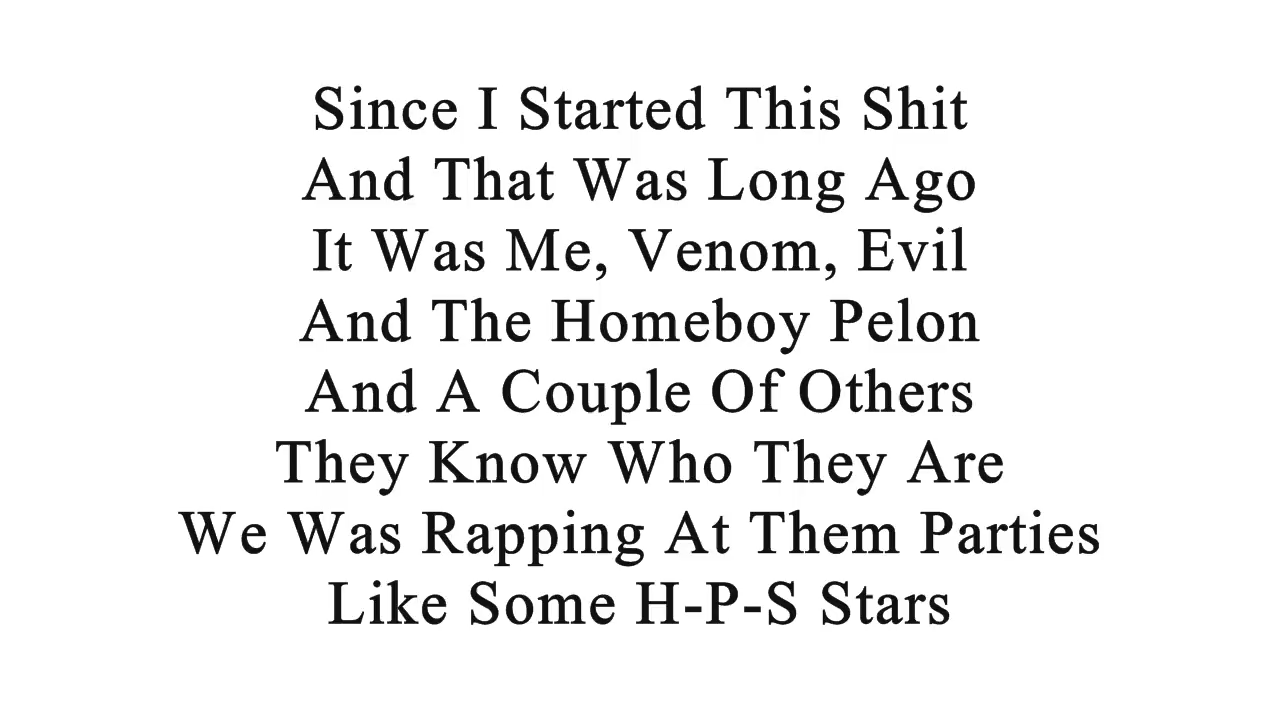 Since I Started This Shit
And That Was Long Ago
It Was Me, Venom, Evil
And The Homeboy Pelon
And A Couple Of Others
They Know Who They Are
We Was Rapping At Them Parties
Like Some H-P-S Stars